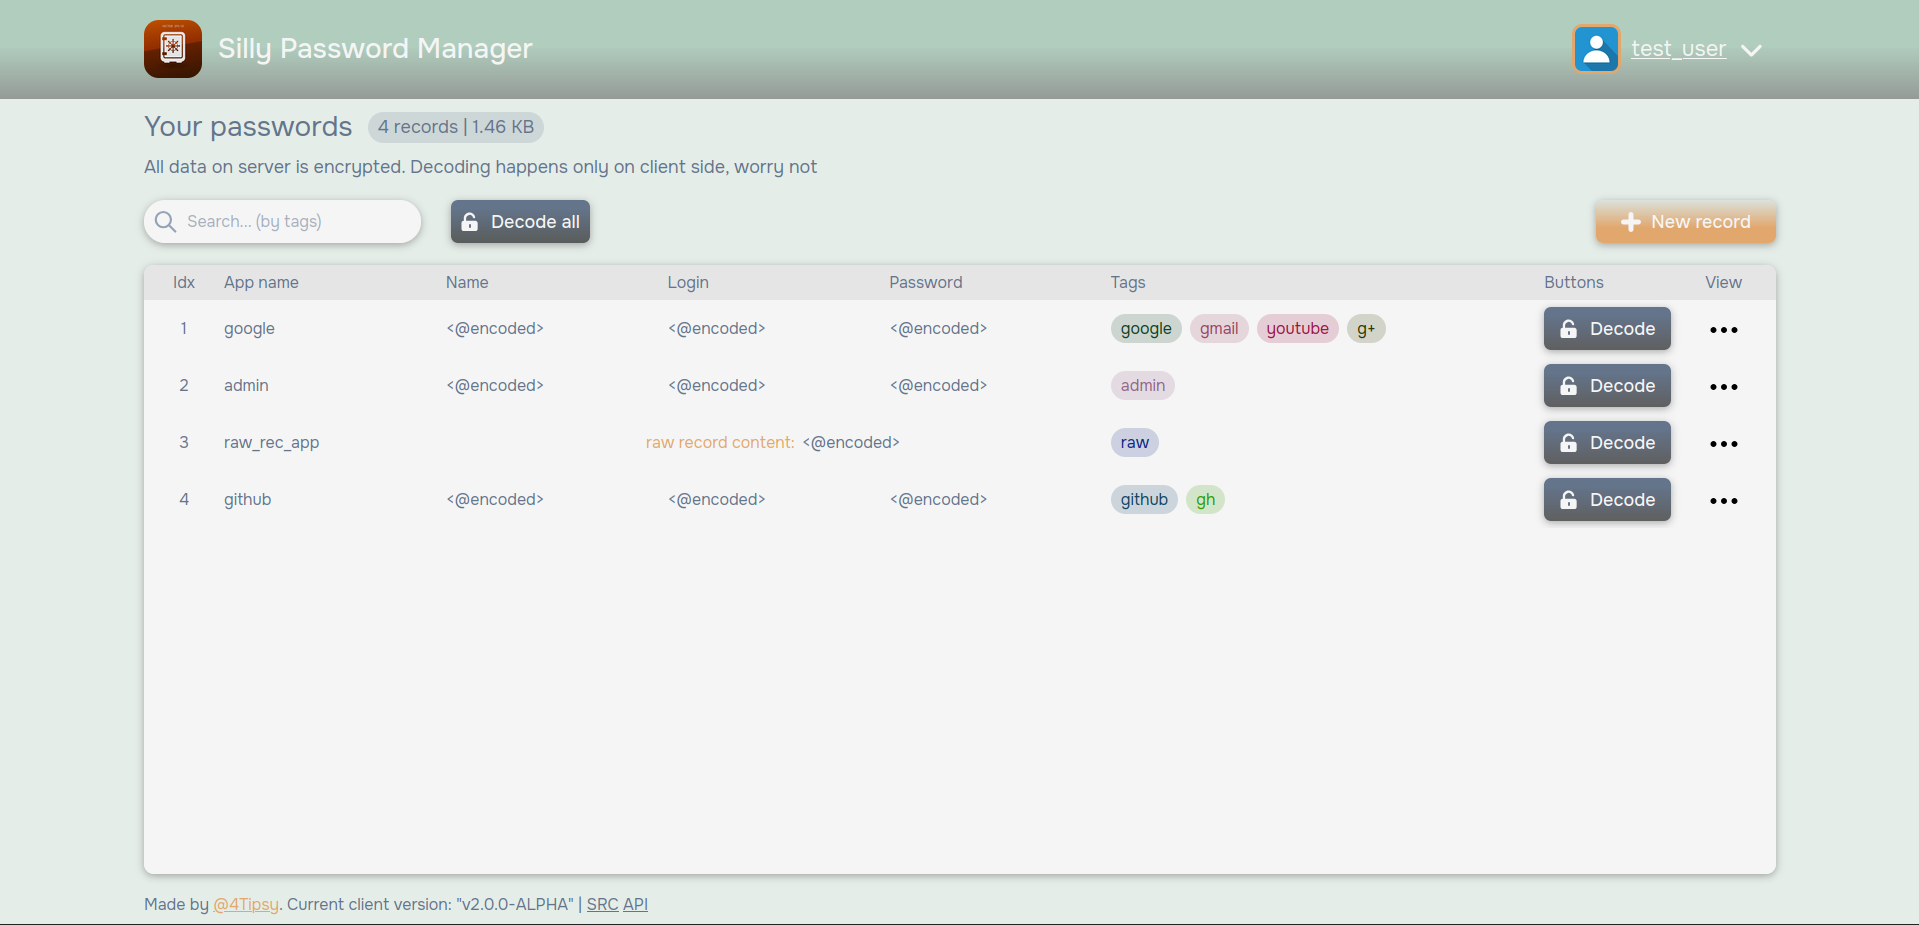 Silly Password Manager
test_user
Your passwords 4 records | 1.46 KB
All data on server is encrypted. Decoding happens only on client side, worry not
Search... (by tags) Decode all New record
Idx App name Name Login Password Tags Buttons View
1 google <@encoded> <@encoded> <@encoded> google gmail youtube g+ Decode
2 admin <@encoded> <@encoded> <@encoded> admin Decode
3 raw_rec_app raw record content: <@encoded> raw Decode
4 github <@encoded> <@encoded> <@encoded> github gh Decode
Made by @4Tipsy. Current client version: "v2.0.0-ALPHA" | SRC API